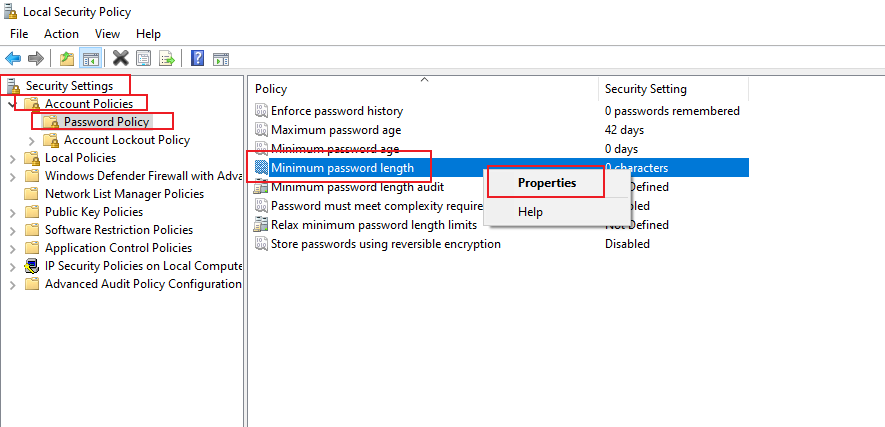 Local Security Policy
File Action View Help
Security Settings
Account Policies
Password Policy
Account Lockout Policy
Local Policies
Windows Defender Firewall with Adva
Network List Manager Policies
Public Key Policies
Software Restriction Policies
Application Control Policies
IP Security Policies on Local Compute
Advanced Audit Policy Configuration
Policy Security Setting
Enforce password history 0 passwords remembered
Maximum password age 42 days
Minimum password age 0 days
Minimum password length 0 characters
Minimum password length audit Defined
Password must meet complexity require bled
Relax minimum password length limits Not Defined
Store passwords using reversible encryption Disabled
Properties
Help